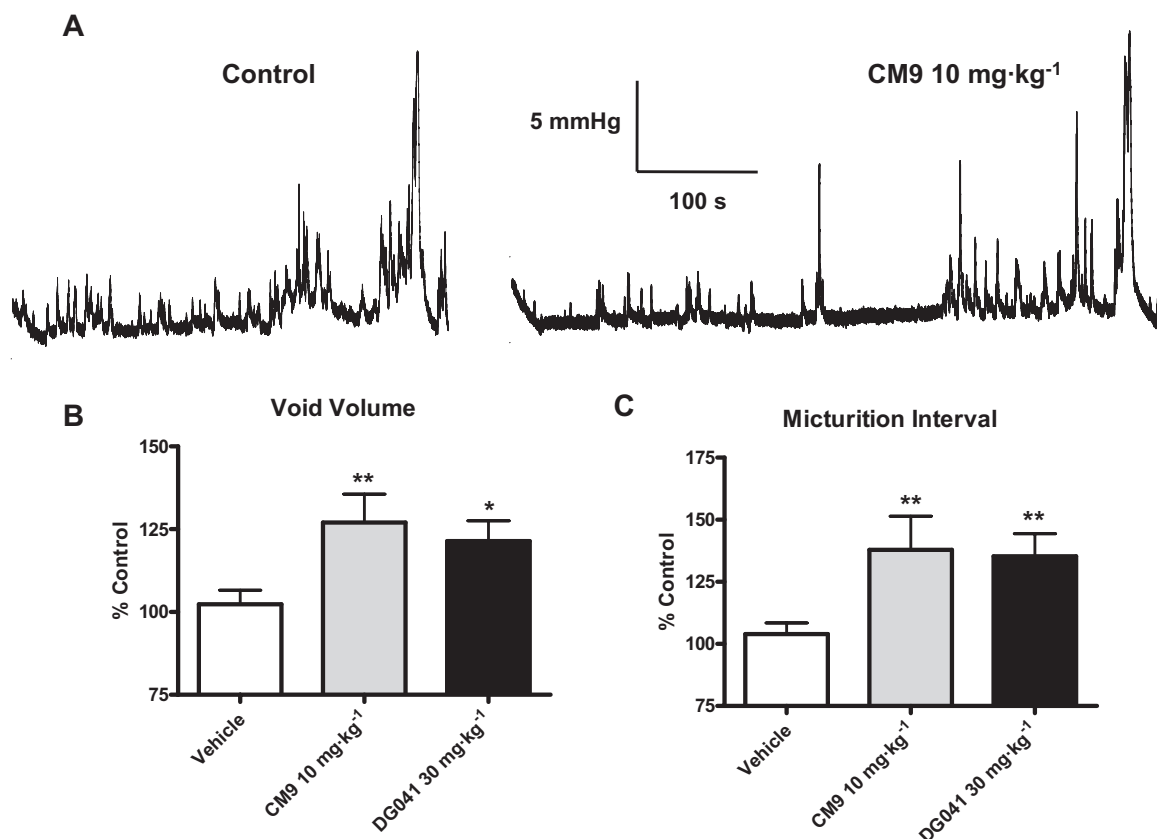 A
Control
CM9 10 mg·kg⁻¹
5 mmHg
100 s
B
Void Volume
150
125
100
75
% Control
**
*
Vehicle
CM9 10 mg·kg⁻¹
DG041 30 mg·kg⁻¹
C
Micturition Interval
175
150
125
100
75
% Control
**
**
Vehicle
CM9 10 mg·kg⁻¹
DG041 30 mg·kg⁻¹